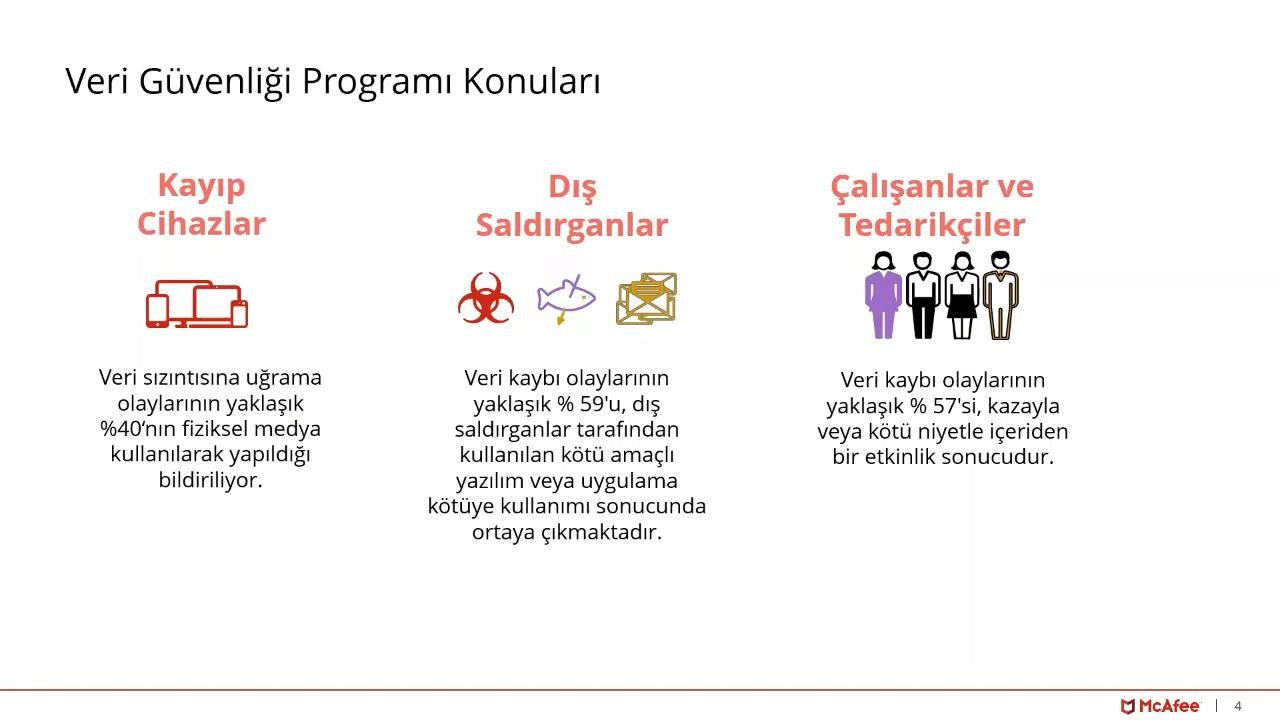 Veri Güvenliği Programı Konuları
Kayıp
Cihazlar
Veri sızıntısına uğrama
olaylarının yaklaşık
%40‘nın fiziksel medya
kullanılarak yapıldığı
bildiriliyor.
Dış
Saldırganlar
Veri kaybı olaylarının
yaklaşık % 59'u, dış
saldırganlar tarafından
kullanılan kötü amaçlı
yazılım veya uygulama
kötüye kullanımı sonucunda
ortaya çıkmaktadır.
Çalışanlar ve
Tedarikçiler
Veri kaybı olaylarının
yaklaşık % 57'si, kazayla
veya kötü niyetle içeriden
bir etkinlik sonucudur.
McAfee | 4